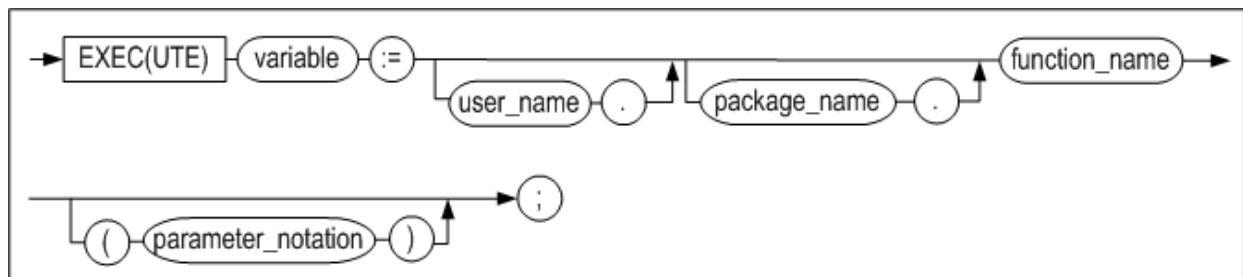 EXEC(UTE) variable := function_name
user_name . package_name .
;
( parameter_notation )